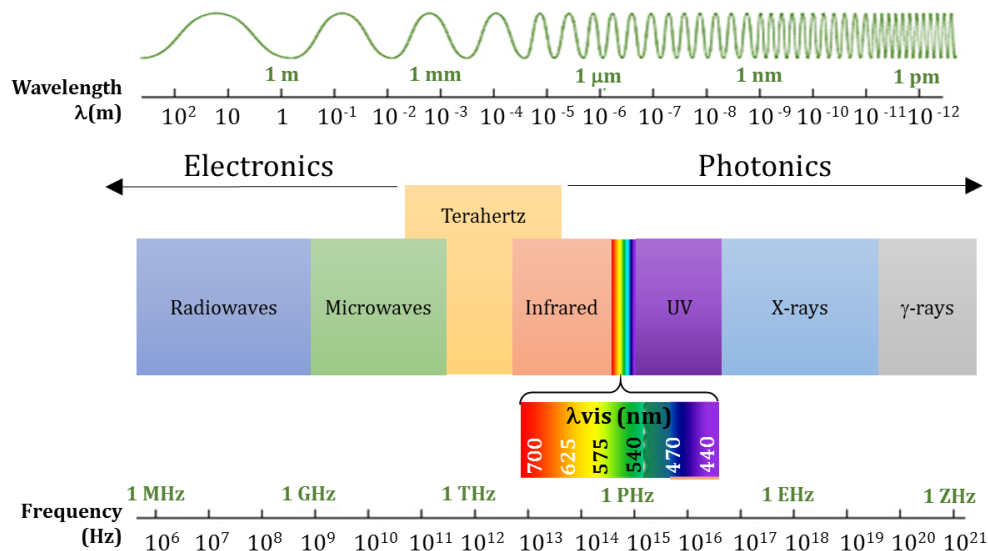 1 m 1 mm 1 μm 1 nm 1 pm
Wavelength
λ(m)
10² 10 1 10⁻¹ 10⁻² 10⁻³ 10⁻⁴ 10⁻⁵ 10⁻⁶ 10⁻⁷ 10⁻⁸ 10⁻⁹ 10⁻¹⁰ 10⁻¹¹ 10⁻¹²
Electronics Photonics
Terahertz
Radiowaves Microwaves Infrared UV X-rays γ-rays
λvis (nm)
700 625 575 540 470 440
1 MHz 1 GHz 1 THz 1 PHz 1 EHz 1 ZHz
Frequency
(Hz)
10⁶ 10⁷ 10⁸ 10⁹ 10¹⁰ 10¹¹ 10¹² 10¹³ 10¹⁴ 10¹⁵ 10¹⁶ 10¹⁷ 10¹⁸ 10¹⁹ 10²⁰ 10²¹